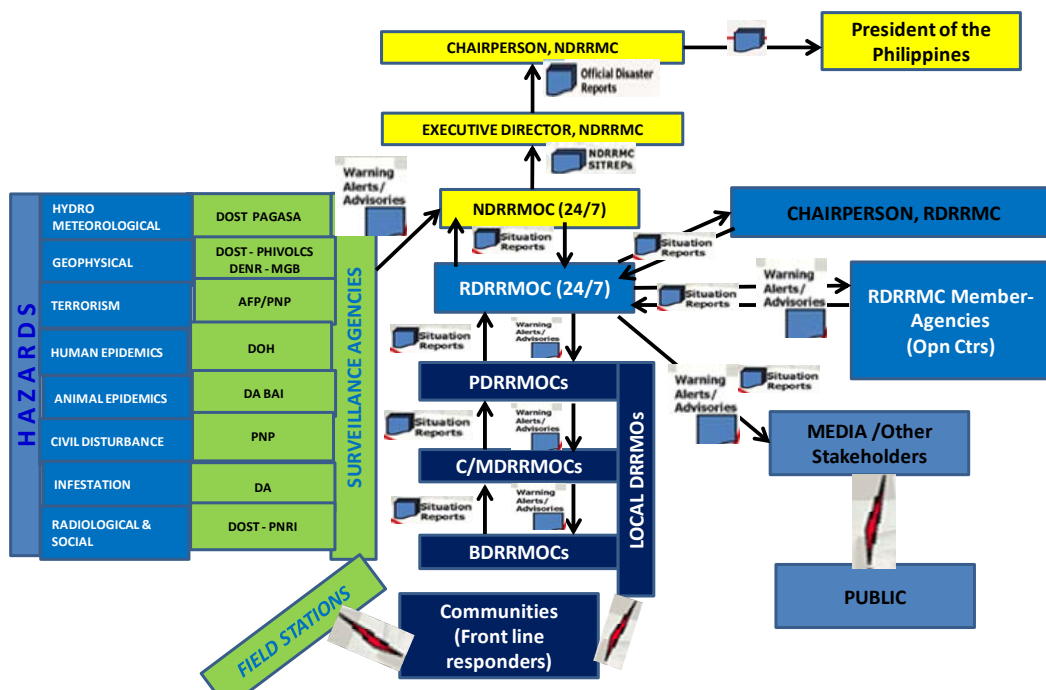 CHAIRPERSON, NDRRMC
President of the
Philippines
Official Disaster
Reports
EXECUTIVE DIRECTOR, NDRRMC
NDRRMC
SITREPs
Warning
Alerts/
Advisories
NDRRMOC (24/7)
Situation
Reports
CHAIRPERSON, RDRRMC
Situation
Reports
RDRRMOC (24/7)
Situation
Reports
Warning
Alerts/
Advisories
RDRRMC Member-
Agencies
(Opn Ctrs)
HAZARDS
HYDRO
METEOROLOGICAL
DOST PAGASA
GEOPHYSICAL
DOST - PHIVOLCS
DENR - MGB
TERRORISM
AFP/PNP
HUMAN EPIDEMICS
DOH
ANIMAL EPIDEMICS
DA BAI
CIVIL DISTURBANCE
PNP
INFESTATION
DA
RADIOLOGICAL &
SOCIAL
DOST - PNRI
SURVEILLANCE AGENCIES
Situation
Reports
Warning
Alerts/
Advisories
PDRRMOCs
Situation
Reports
Warning
Alerts/
Advisories
C/MDRRMOCs
Situation
Reports
Warning
Alerts/
Advisories
BDRRMOCs
LOCAL DRRMOs
Warning
Alerts/
Advisories
Situation
Reports
MEDIA /Other
Stakeholders
PUBLIC
FIELD STATIONS
Communities
(Front line
responders)